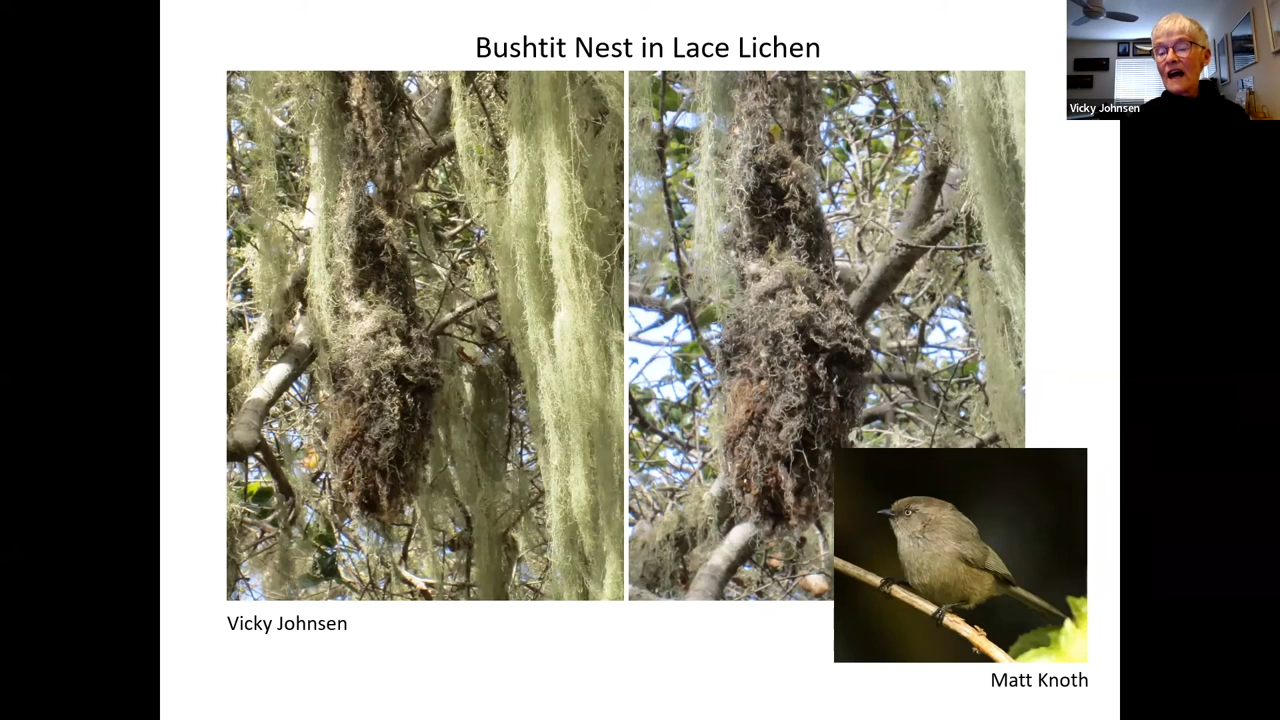 Bushtit Nest in Lace Lichen
Vicky Johnsen
Vicky Johnsen
Matt Knoth